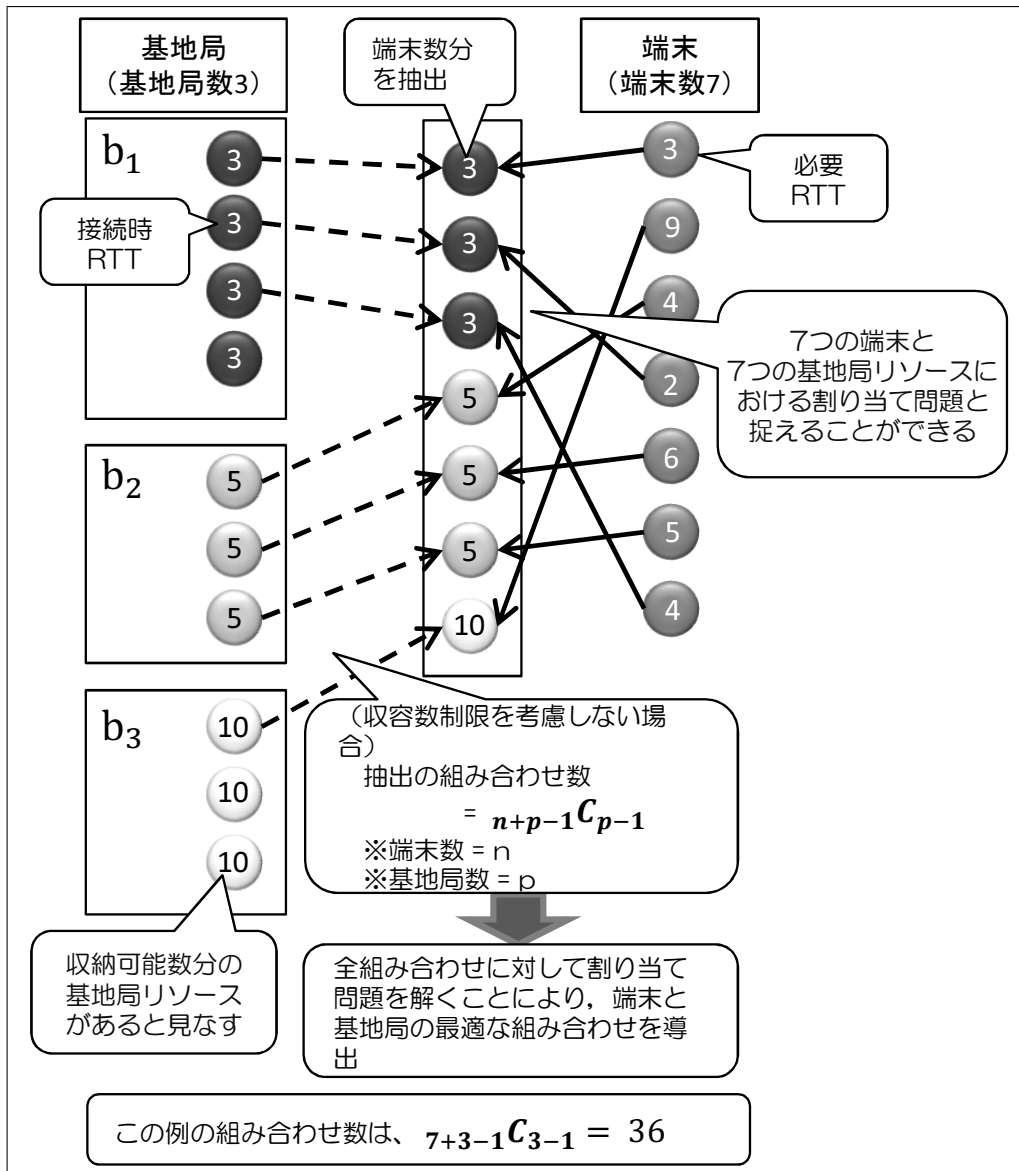 基地局
（基地局数3）
端末数分
を抽出
端末
（端末数7）
b₁
3
3
3
3
接続時
RTT
b₂
5
5
5
b₃
10
10
10
収納可能数分の
基地局リソース
があると見なす
3
3
3
5
5
5
10
3
9
4
2
6
5
4
必要
RTT
7つの端末と
7つの基地局リソースに
おける割り当て問題と
捉えることができる
（収容数制限を考慮しない場
合）
抽出の組み合わせ数
= ₙ₊ₚ₋₁Cₚ₋₁
※端末数 = n
※基地局数 = p
全組み合わせに対して割り当て
問題を解くことにより，端末と
基地局の最適な組み合わせを導
出
この例の組み合わせ数は、 ₇₊₃₋₁C₃₋₁ = 36